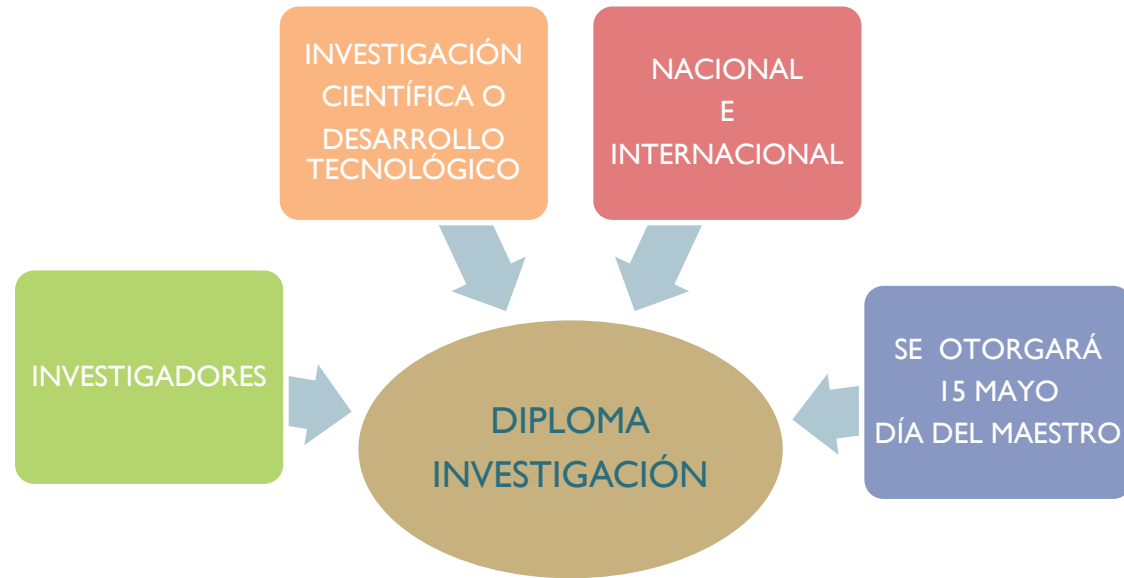 INVESTIGACIÓN
CIENTÍFICA O
DESARROLLO
TECNOLÓGICO
NACIONAL
E
INTERNACIONAL
INVESTIGADORES
SE OTORGARÁ
15 MAYO
DÍA DEL MAESTRO
DIPLOMA
INVESTIGACIÓN